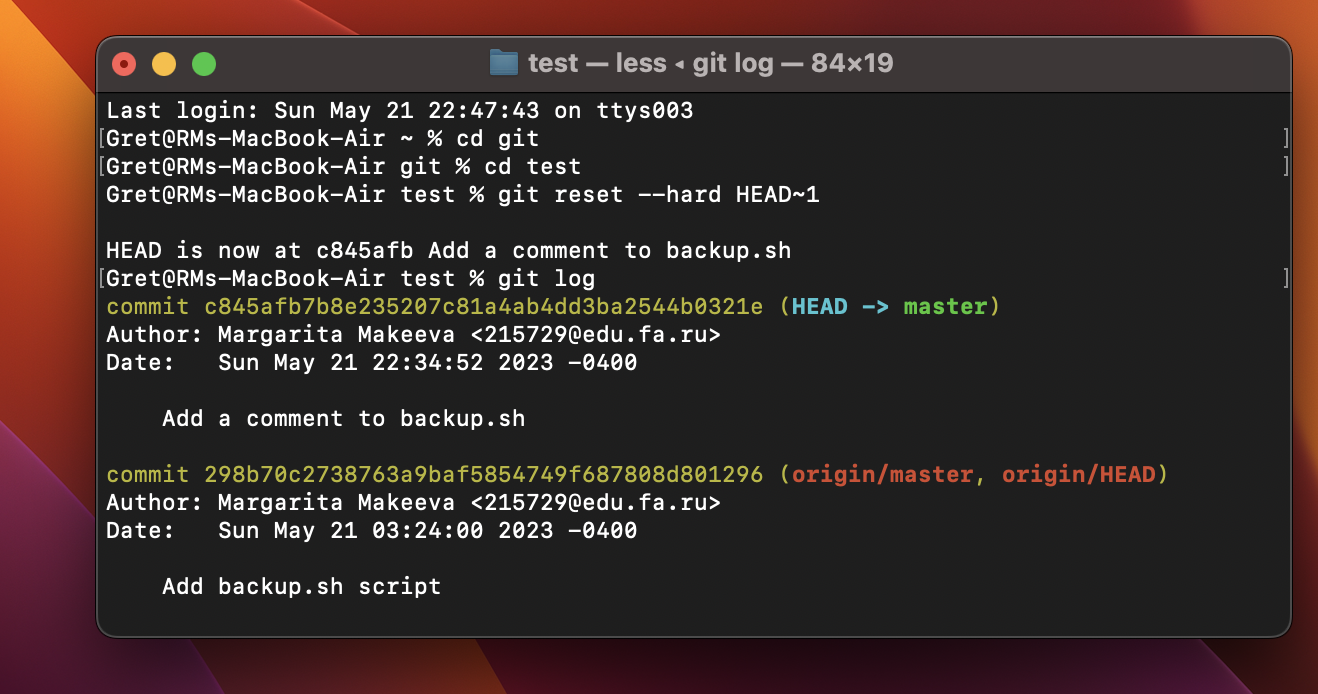 test — less ◂ git log — 84×19
Last login: Sun May 21 22:47:43 on ttys003
[Gret@RMs-MacBook-Air ~ % cd git ]
[Gret@RMs-MacBook-Air git % cd test ]
Gret@RMs-MacBook-Air test % git reset --hard HEAD~1
HEAD is now at c845afb Add a comment to backup.sh
[Gret@RMs-MacBook-Air test % git log ]
commit c845afb7b8e235207c81a4ab4dd3ba2544b0321e (HEAD -> master)
Author: Margarita Makeeva <215729@edu.fa.ru>
Date:   Sun May 21 22:34:52 2023 -0400
Add a comment to backup.sh
commit 298b70c2738763a9baf5854749f687808d801296 (origin/master, origin/HEAD)
Author: Margarita Makeeva <215729@edu.fa.ru>
Date:   Sun May 21 03:24:00 2023 -0400
Add backup.sh script